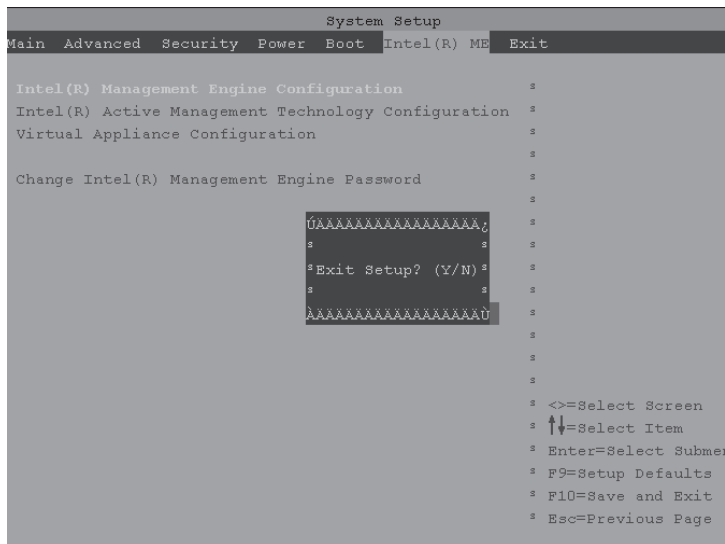 System Setup
Main Advanced Security Power Boot Intel(R) ME Exit
Intel(R) Management Engine Configuration
Intel(R) Active Management Technology Configuration
Virtual Appliance Configuration
Change Intel(R) Management Engine Password
ÚÄÄÄÄÄÄÄÄÄÄÄÄÄÄÄÄÄ¿
s s
s Exit Setup? (Y/N) s
s s
ÀÄÄÄÄÄÄÄÄÄÄÄÄÄÄÄÄÄÙ
s
s
s
s
s
s
s
s
s
s
s
s
s
s
s <>=Select Screen
s ↑↓=Select Item
s Enter=Select Submer
s F9=Setup Defaults
s F10=Save and Exit
s Esc=Previous Page